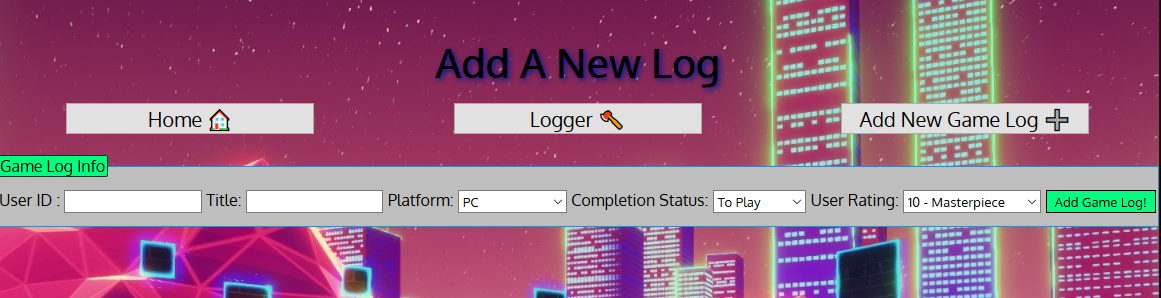 Add A New Log
Home 🏠 Logger 🪓 Add New Game Log ➕
Game Log Info
User ID : Title: Platform: PC Completion Status: To Play User Rating: 10 - Masterpiece Add Game Log!